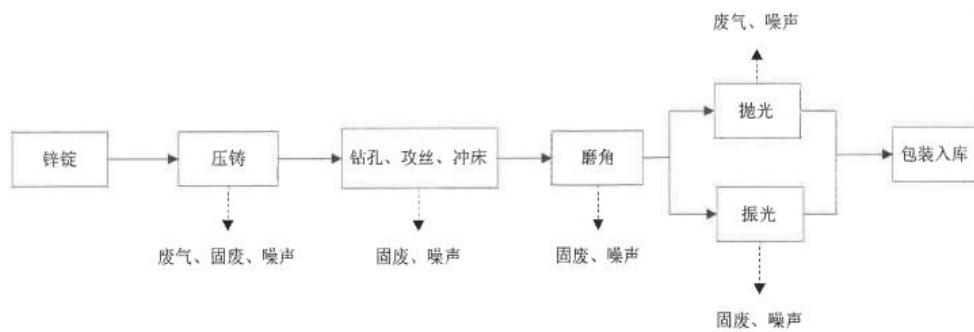 废气、噪声
抛光
锌锭
压铸
钻孔、攻丝、冲床
磨角
包装入库
振光
废气、固废、噪声
固废、噪声
固废、噪声
固废、噪声